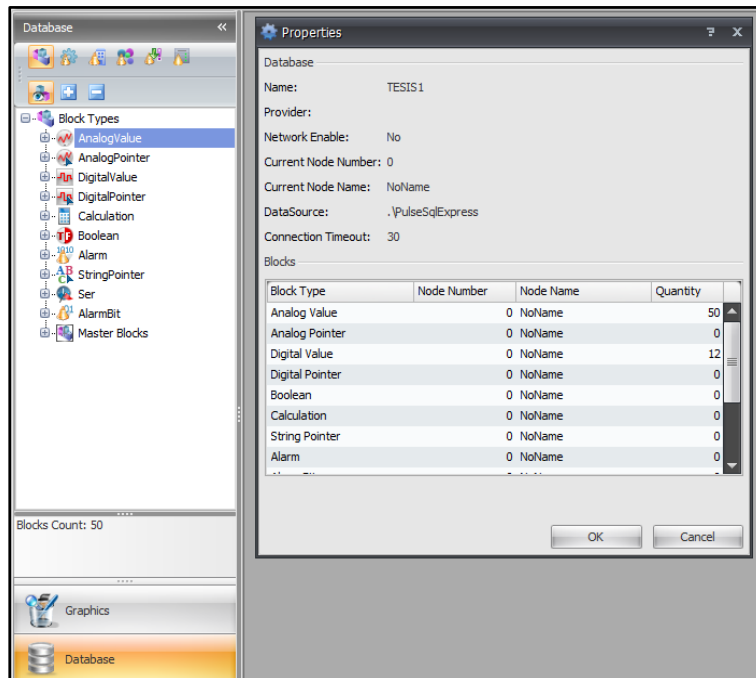 Database «
Block Types
AnalogValue
AnalogPointer
DigitalValue
DigitalPointer
Calculation
Boolean
Alarm
StringPointer
Ser
AlarmBit
Master Blocks
Blocks Count: 50
Graphics
Database
Properties ? X
Database
Name: TESIS1
Provider:
Network Enable: No
Current Node Number: 0
Current Node Name: NoName
DataSource: .\PulseSqlExpress
Connection Timeout: 30
Blocks
Block Type Node Number Node Name Quantity
Analog Value 0 NoName 50
Analog Pointer 0 NoName 0
Digital Value 0 NoName 12
Digital Pointer 0 NoName 0
Boolean 0 NoName 0
Calculation 0 NoName 0
String Pointer 0 NoName 0
Alarm 0 NoName 0
OK Cancel